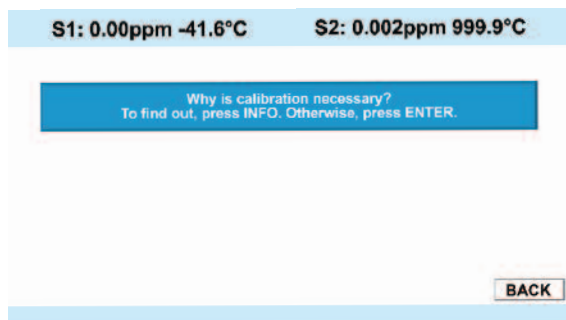 S1: 0.00ppm -41.6°C S2: 0.002ppm 999.9°C
Why is calibration necessary?
To find out, press INFO. Otherwise, press ENTER.
BACK